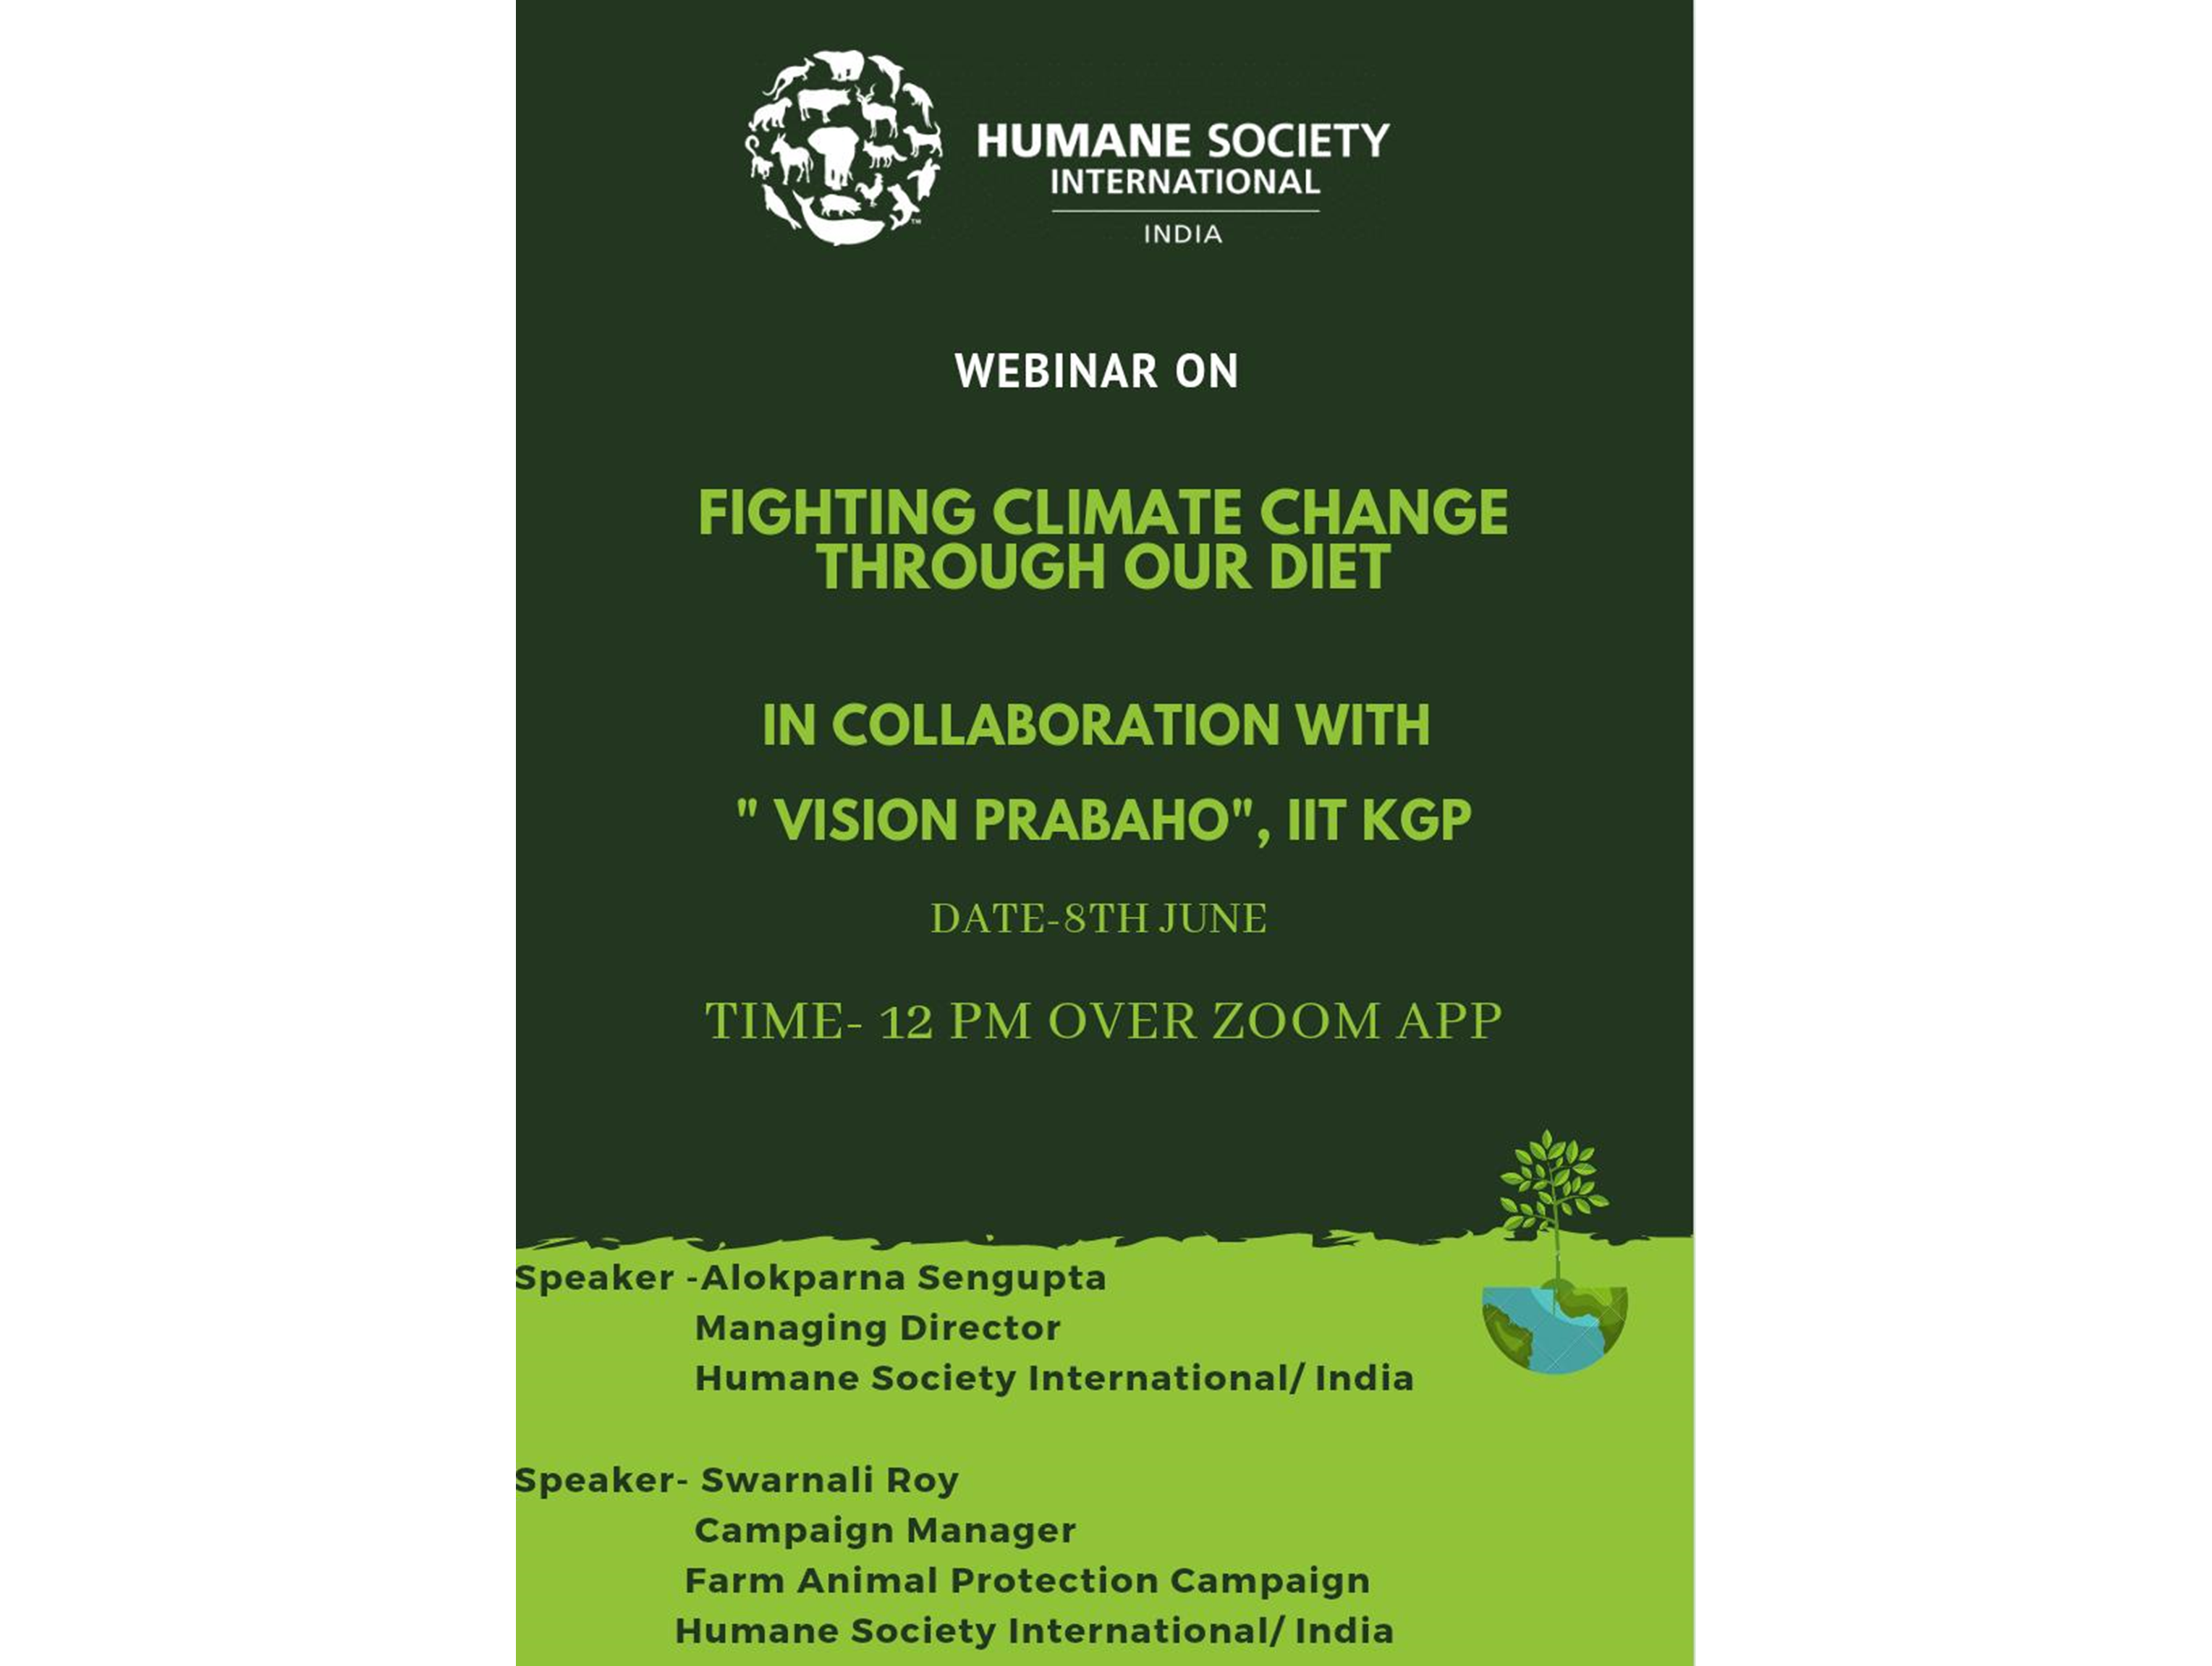 HUMANE SOCIETY
INTERNATIONAL
INDIA
TM
WEBINAR ON
FIGHTING CLIMATE CHANGE
THROUGH OUR DIET
IN COLLABORATION WITH
" VISION PRABAHO", IIT KGP
DATE-8TH JUNE
TIME- 12 PM OVER ZOOM APP
Speaker -Alokparna Sengupta
Managing Director
Humane Society International/ India
Speaker- Swarnali Roy
Campaign Manager
Farm Animal Protection Campaign
Humane Society International/ India